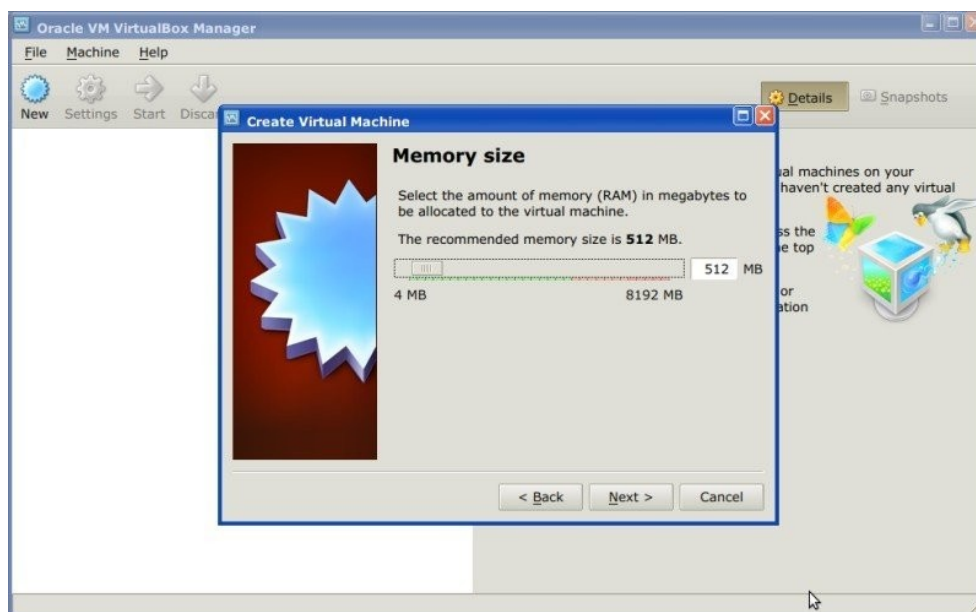 Oracle VM VirtualBox Manager
File Machine Help
New Settings Start Disca
Details Snapshots
Create Virtual Machine
Memory size
Select the amount of memory (RAM) in megabytes to
be allocated to the virtual machine.
The recommended memory size is 512 MB.
512 MB
4 MB 8192 MB
< Back Next > Cancel
ual machines on your
haven't created any virtual
ss the
e top
or
ation